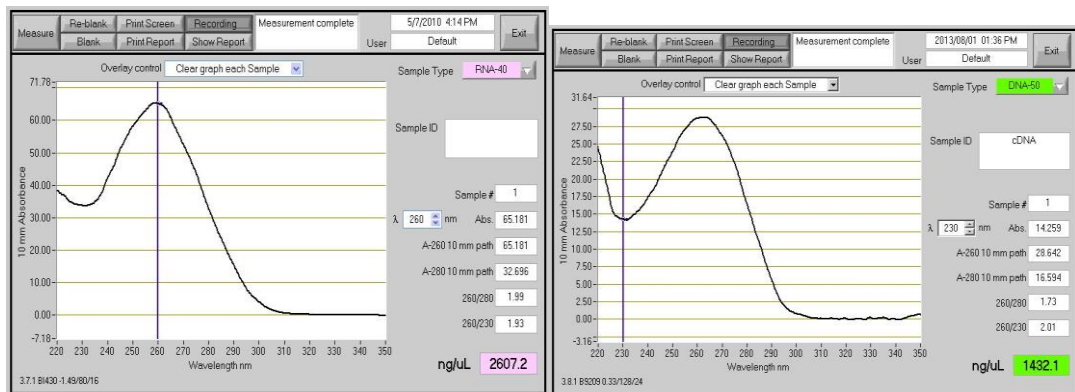 Measure Re-blank Print Screen Recording Measurement complete 5/7/2010 4:14 PM Exit
Blank Print Report Show Report User Default
Overlay control Clear graph each Sample Sample Type RNA-40
Sample ID
Sample # 1
λ 260 nm Abs. 65.181
A-260 10 mm path 65.181
A-280 10 mm path 32.696
260/280 1.99
260/230 1.93
ng/uL 2607.2
10 mm Absorbance
71.78
60.00
50.00
40.00
30.00
20.00
10.00
0.00
-7.18
220 230 240 250 260 270 280 290 300 310 320 330 340 350
Wavelength nm
3.7.1 BI430 -1.49/80/16
Measure Re-blank Print Screen Recording Measurement complete 2013/08/01 01:36 PM Exit
Blank Print Report Show Report User Default
Overlay control Clear graph each Sample Sample Type DNA-50
Sample ID cDNA
Sample # 1
λ 230 nm Abs. 14.259
A-260 10 mm path 28.642
A-280 10 mm path 16.594
260/280 1.73
260/230 2.01
ng/uL 1432.1
10 mm Absorbance
31.64
27.50
25.00
22.50
20.00
17.50
15.00
12.50
10.00
7.50
5.00
2.50
0.00
-3.16
220 230 240 250 260 270 280 290 300 310 320 330 340 350
Wavelength nm
3.8.1 B9209 0.33/128/24